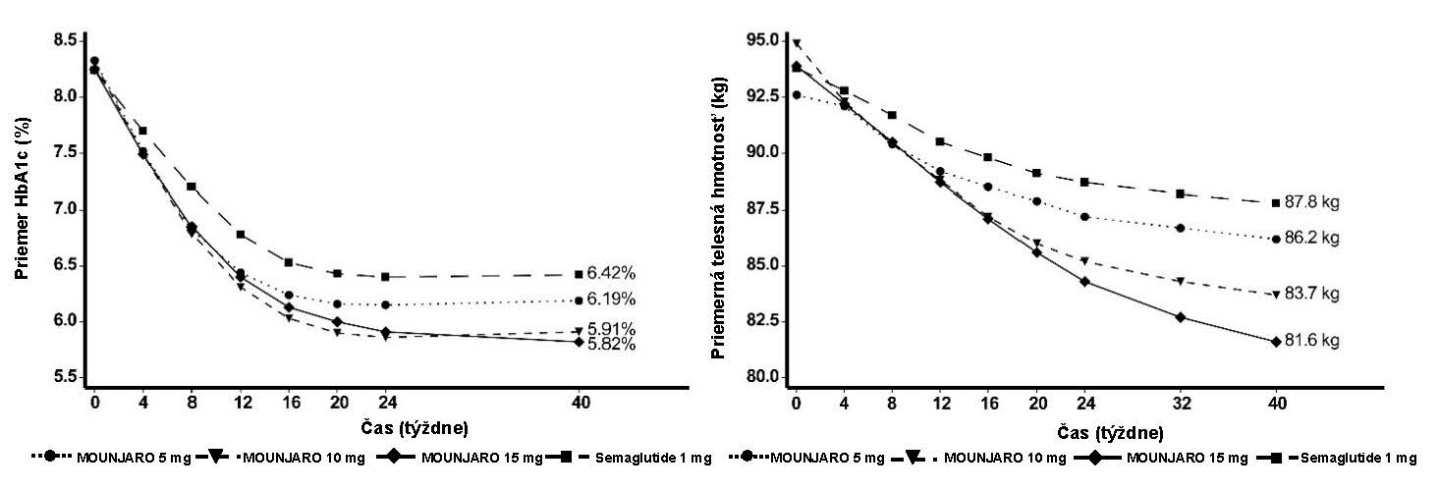 8.5
8.0
7.5
7.0
6.5
6.0
5.5
Priemer HbA1c (%)
6.42%
6.19%
5.91%
5.82%
0 4 8 12 16 20 24 40
Čas (týždne)
MOUNJARO 5 mg MOUNJARO 10 mg MOUNJARO 15 mg Semaglutide 1 mg
95.0
92.5
90.0
87.5
85.0
82.5
80.0
Priemerná telesná hmotnosť (kg)
87.8 kg
86.2 kg
83.7 kg
81.6 kg
0 4 8 12 16 20 24 32 40
Čas (týždne)
MOUNJARO 5 mg MOUNJARO 10 mg MOUNJARO 15 mg Semaglutide 1 mg